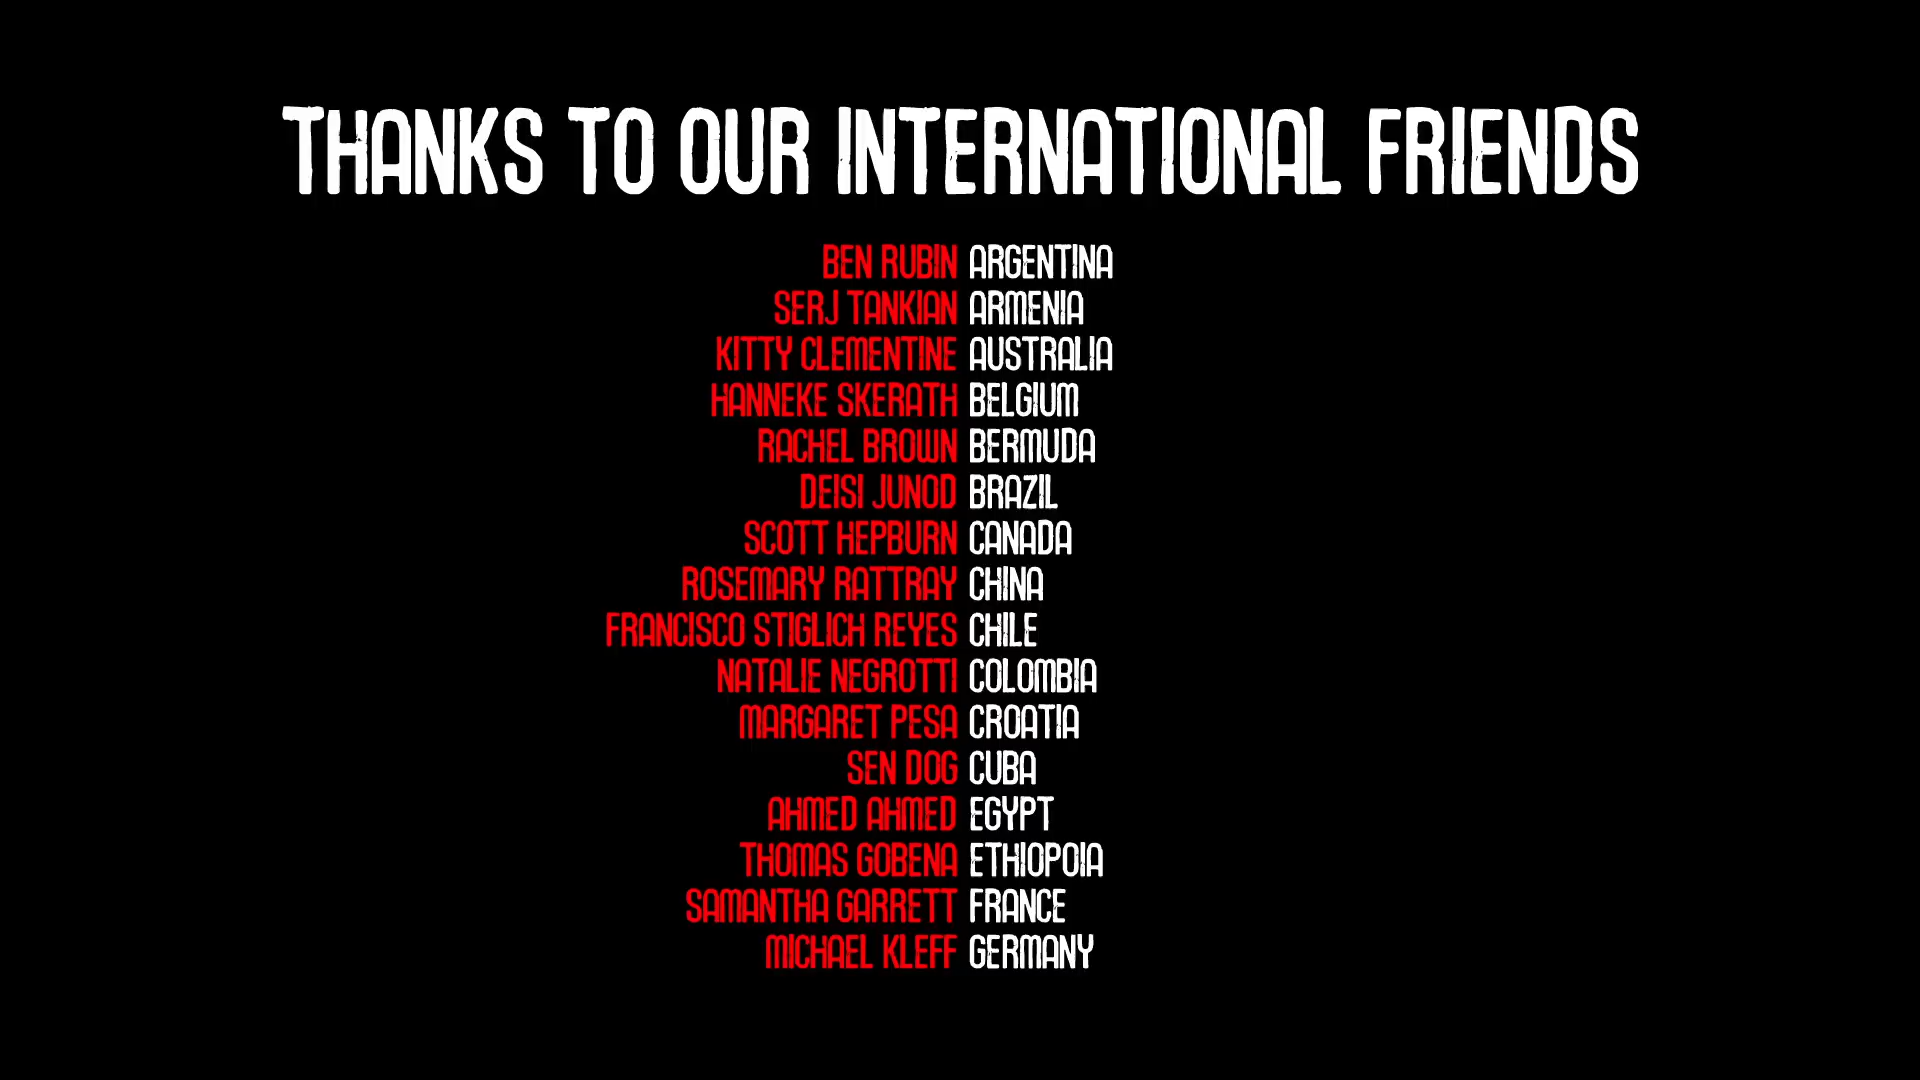 THANKS TO OUR INTERNATIONAL FRIENDS
BEN RUBIN ARGENTINA
SERJ TANKIAN ARMENIA
KITTY CLEMENTINE AUSTRALIA
HANNEKE SKERATH BELGIUM
RACHEL BROWN BERMUDA
DEISI JUNOD BRAZIL
SCOTT HEPBURN CANADA
ROSEMARY RATTRAY CHINA
FRANCISCO STIGLICH REYES CHILE
NATALIE NEGROTTI COLOMBIA
MARGARET PESA CROATIA
SEN DOG CUBA
AHMED AHMED EGYPT
THOMAS GOBENA ETHIOPOIA
SAMANTHA GARRETT FRANCE
MICHAEL KLEFF GERMANY